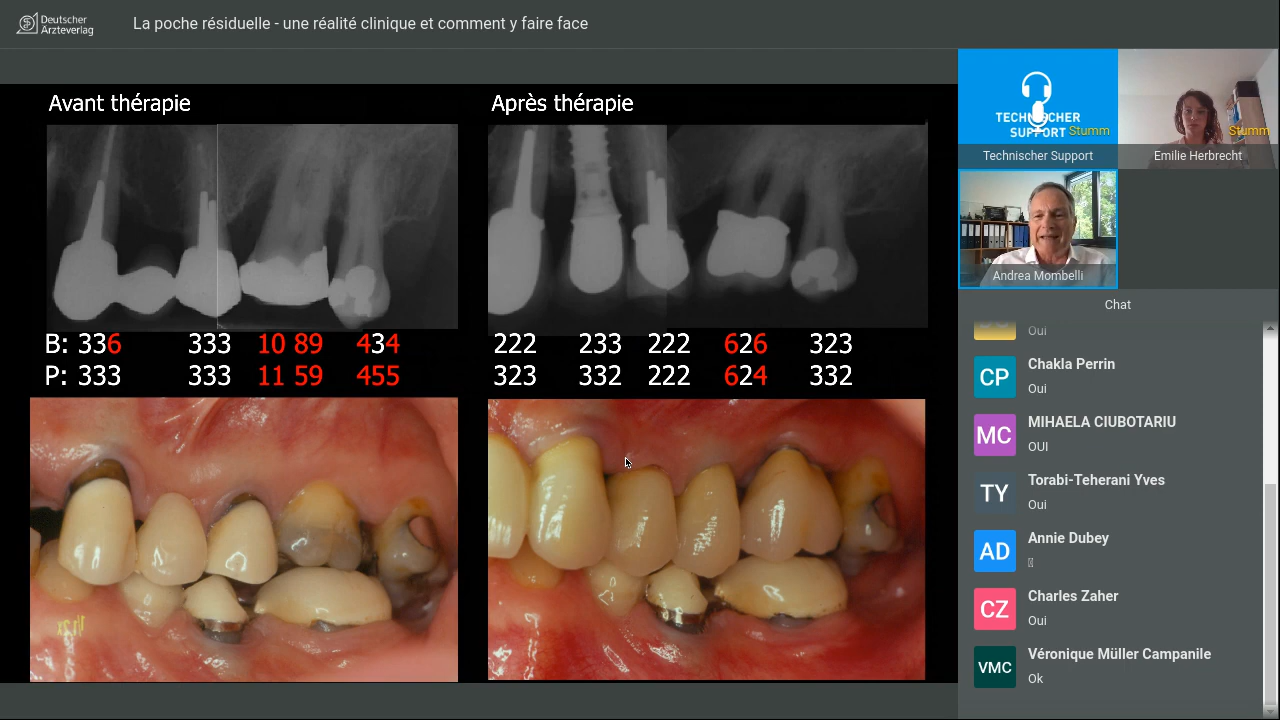 Deutscher
Ärzteverlag
La poche résiduelle - une réalité clinique et comment y faire face
Avant thérapie
Après thérapie
B: 336 333 10 89 434
P: 333 333 11 59 455
222 233 222 626 323
323 332 222 624 332
TECHNISCHER
SUPPORT
Stumm
Technischer Support
Stumm
Emilie Herbrecht
Andrea Mombelli
Chat
Oui
CP
Chakla Perrin
Oui
MC
MIHAELA CIUBOTARIU
OUI
TY
Torabi-Teherani Yves
Oui
AD
Annie Dubey
CZ
Charles Zaher
Oui
VMC
Véronique Müller Campanile
Ok